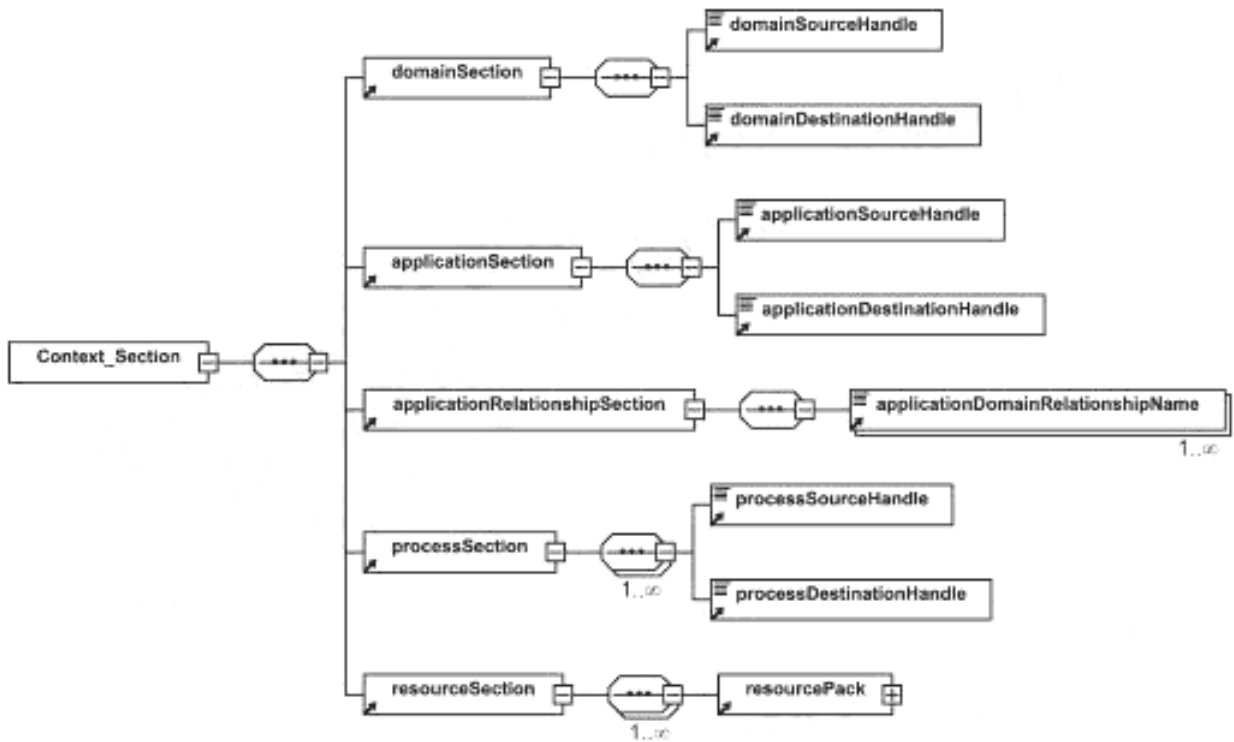 domainSourceHandle
domainSection
domainDestinationHandle
applicationSourceHandle
applicationSection
applicationDestinationHandle
Context_Section
applicationRelationshipSection
applicationDomainRelationshipName
1..∞
processSourceHandle
processSection
1..∞
processDestinationHandle
resourceSection
resourcePack
1..∞